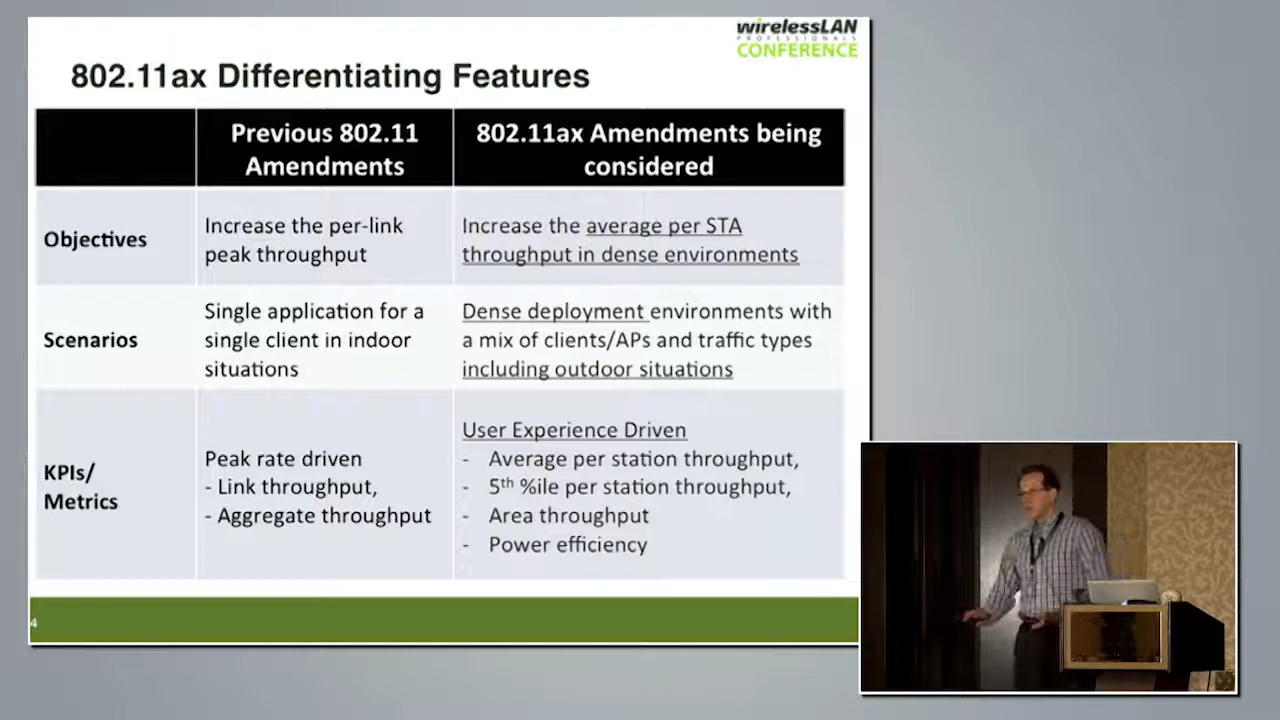 wirelessLAN
PROFESSIONALS
CONFERENCE
802.11ax Differentiating Features
Previous 802.11
Amendments
802.11ax Amendments being
considered
Objectives
Increase the per-link
peak throughput
Increase the average per STA
throughput in dense environments
Scenarios
Single application for a
single client in indoor
situations
Dense deployment environments with
a mix of clients/APs and traffic types
including outdoor situations
KPIs/
Metrics
Peak rate driven
- Link throughput,
- Aggregate throughput
User Experience Driven
- Average per station throughput,
- 5th %ile per station throughput,
- Area throughput
- Power efficiency
4